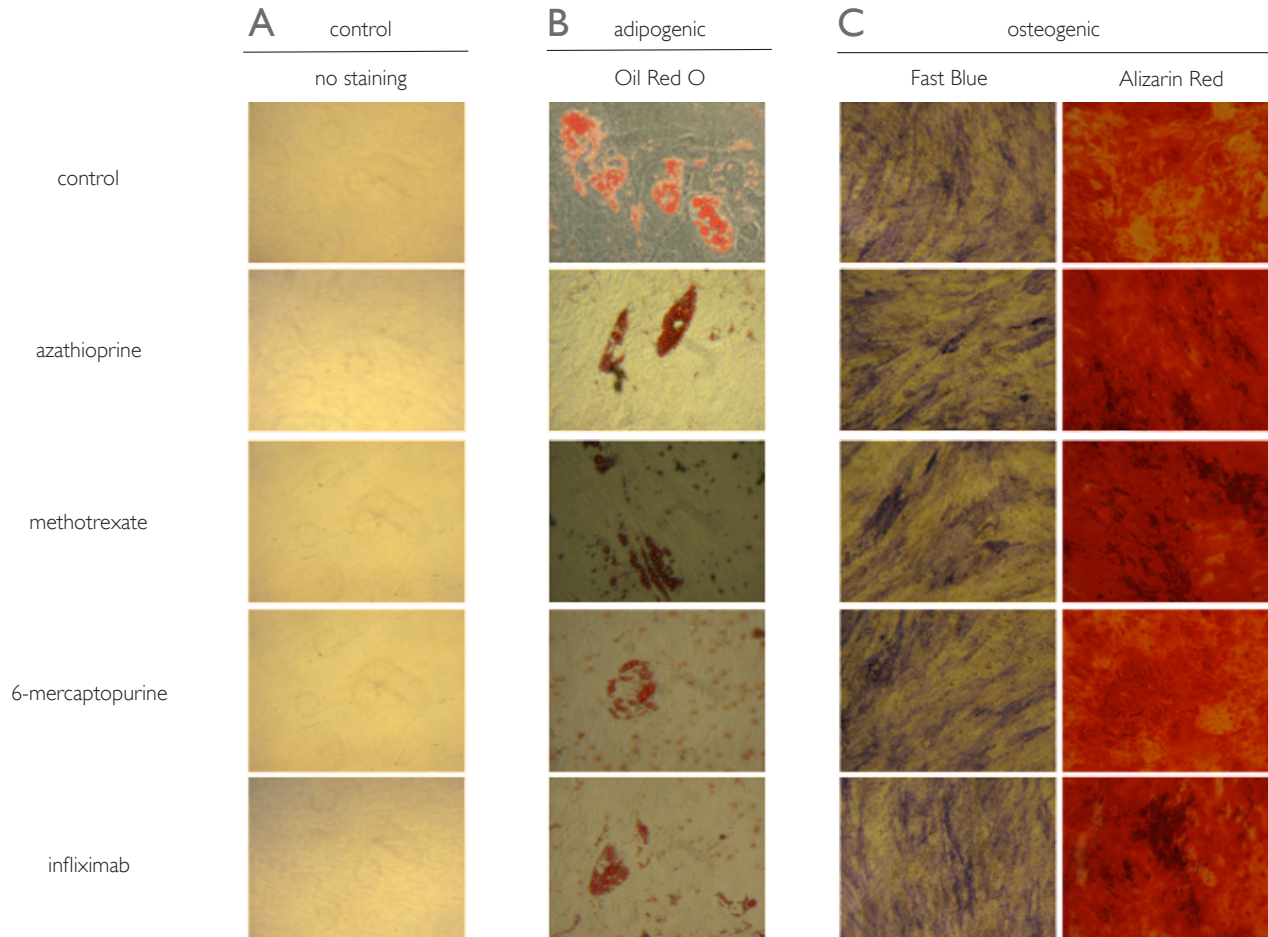 A control
B adipogenic
C osteogenic
no staining
Oil Red O
Fast Blue
Alizarin Red
control
azathioprine
methotrexate
6-mercaptopurine
infliximab